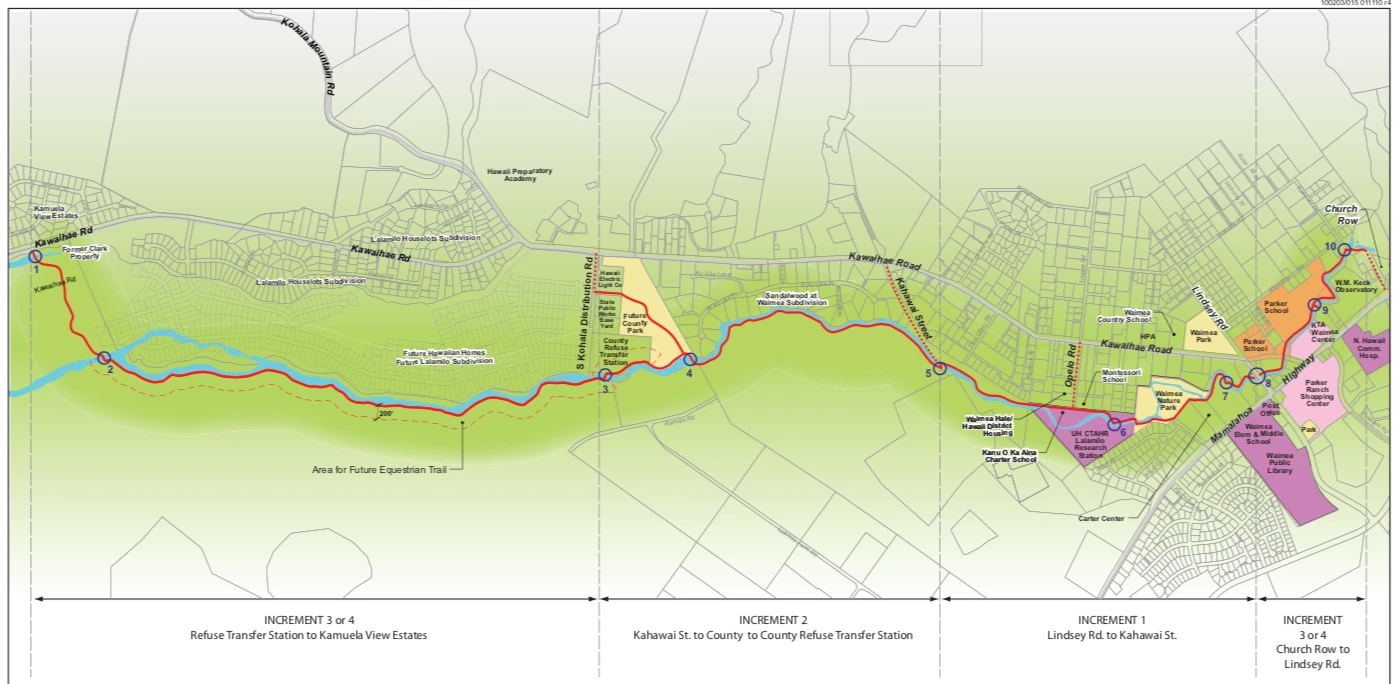 100203/015 011110 r4
Kohala Mountain Rd
Hawaii Preparatory
Academy
Kamuela
View Estates
Kawaihae Rd
Former Clark
Property
1
Kawaihae Rd
2
Lalamilo Houselots Subdivision
Kawaihae Rd
Lalamilo Houselots Subdivision
Future Hawaiian Homes
Future Lalamilo Subdivision
200'
Area for Future Equestrian Trail
S Kohala Distribution Rd
Hawaii
Electric
Light Co
State
Public
Works
Base
Yard
Future
County
Park
County
Refuse
Transfer
Station
3
4
Sandalwood at
Waimea Subdivision
Kawaihae Road
Kahawai Street
5
Opelo Rd
Waimea
Country School
HPA
Kawaihae Road
Montessori
School
Waimea Hale/
Hawaii District
Housing
Kanu O Ka Aina
Charter School
UH CTAHR
Lalamilo
Research
Station
6
Waimea
Nature
Park
Carter Center
Lindsey Rd
Waimea
Park
7
8
Parker
School
Parker
School
9
10
Church
Row
W.M. Keck
Observatory
KTA
Waimea
Center
N. Hawaii
Comm.
Hosp.
Mamalahoa
Highway
Parker
Ranch
Shopping
Center
Park
Post
Office
Waimea
Elem & Middle
School
Waimea
Public
Library
INCREMENT 3 or 4
Refuse Transfer Station to Kamuela View Estates
INCREMENT 2
Kahawai St. to County to County Refuse Transfer Station
INCREMENT 1
Lindsey Rd. to Kahawai St.
INCREMENT
3 or 4
Church Row to
Lindsey Rd.